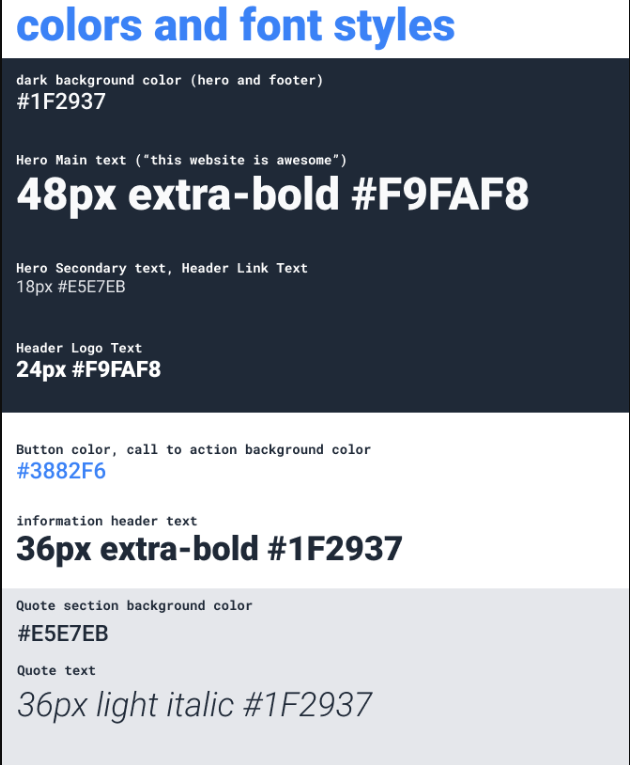 colors and font styles
dark background color (hero and footer)
#1F2937
Hero Main text (“this website is awesome”)
48px extra-bold #F9FAF8
Hero Secondary text, Header Link Text
18px #E5E7EB
Header Logo Text
24px #F9FAF8
Button color, call to action background color
#3882F6
information header text
36px extra-bold #1F2937
Quote section background color
#E5E7EB
Quote text
36px light italic #1F2937